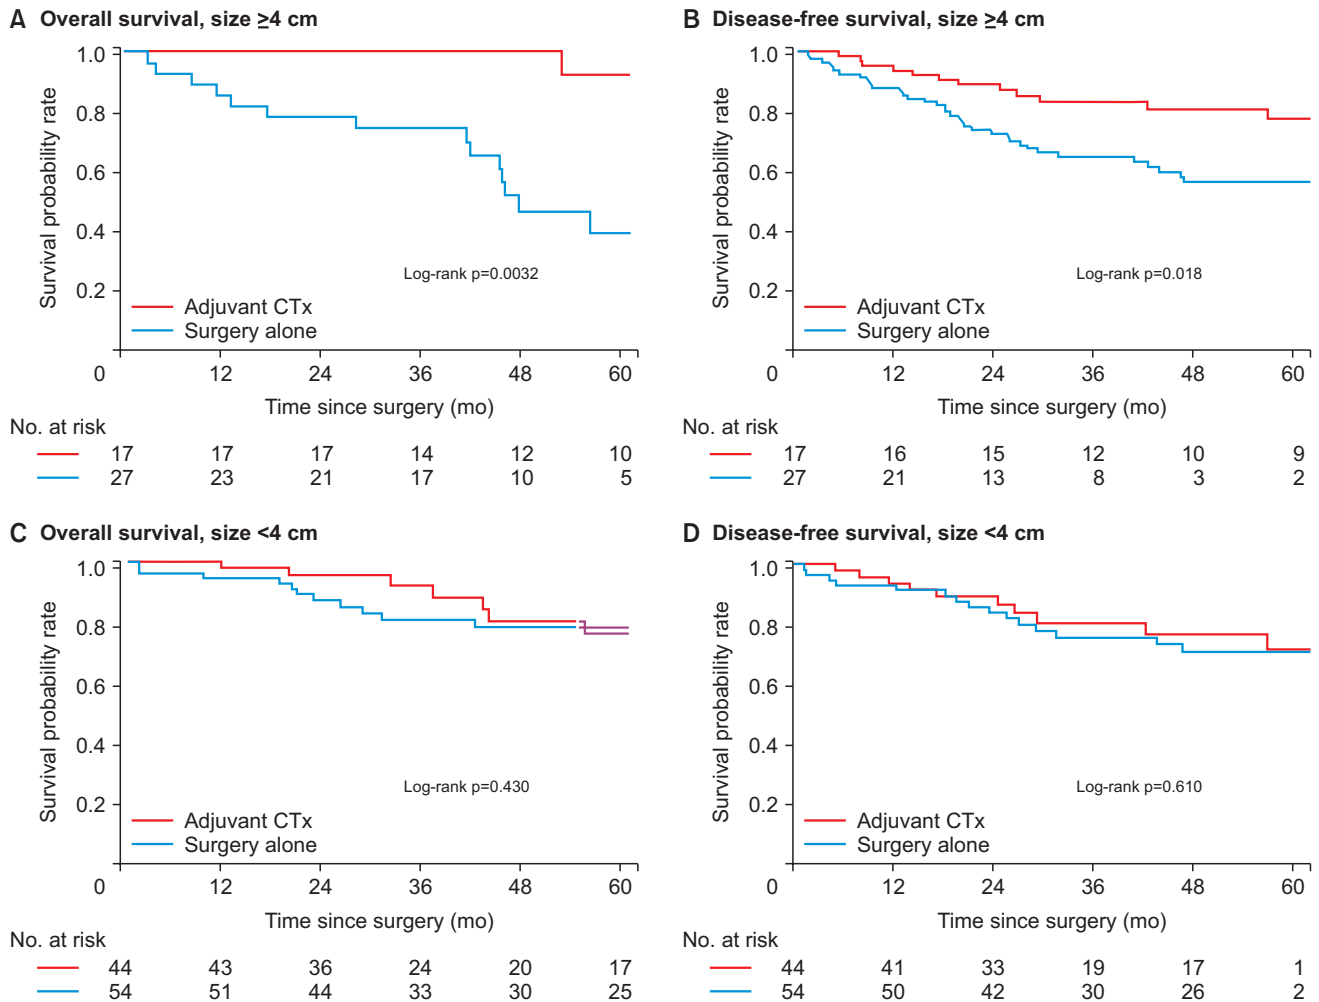 A Overall survival, size ≥4 cm
Survival probability rate
1.0
0.8
0.6
0.4
0.2
0 12 24 36 48 60
Log-rank p=0.0032
Adjuvant CTx
Surgery alone
Time since surgery (mo)
No. at risk
17 17 17 14 12 10
27 23 21 17 10 5
B Disease-free survival, size ≥4 cm
Survival probability rate
1.0
0.8
0.6
0.4
0.2
Log-rank p=0.018
Adjuvant CTx
Surgery alone
0 12 24 36 48 60
Time since surgery (mo)
No. at risk
17 16 15 12 10 9
27 21 13 8 3 2
C Overall survival, size <4 cm
Survival probability rate
1.0
0.8
0.6
0.4
0.2
Log-rank p=0.430
Adjuvant CTx
Surgery alone
0 12 24 36 48 60
Time since surgery (mo)
No. at risk
44 43 36 24 20 17
54 51 44 33 30 25
D Disease-free survival, size <4 cm
Survival probability rate
1.0
0.8
0.6
0.4
0.2
Log-rank p=0.610
Adjuvant CTx
Surgery alone
0 12 24 36 48 60
Time since surgery (mo)
No. at risk
44 41 33 19 17 1
54 50 42 30 26 2